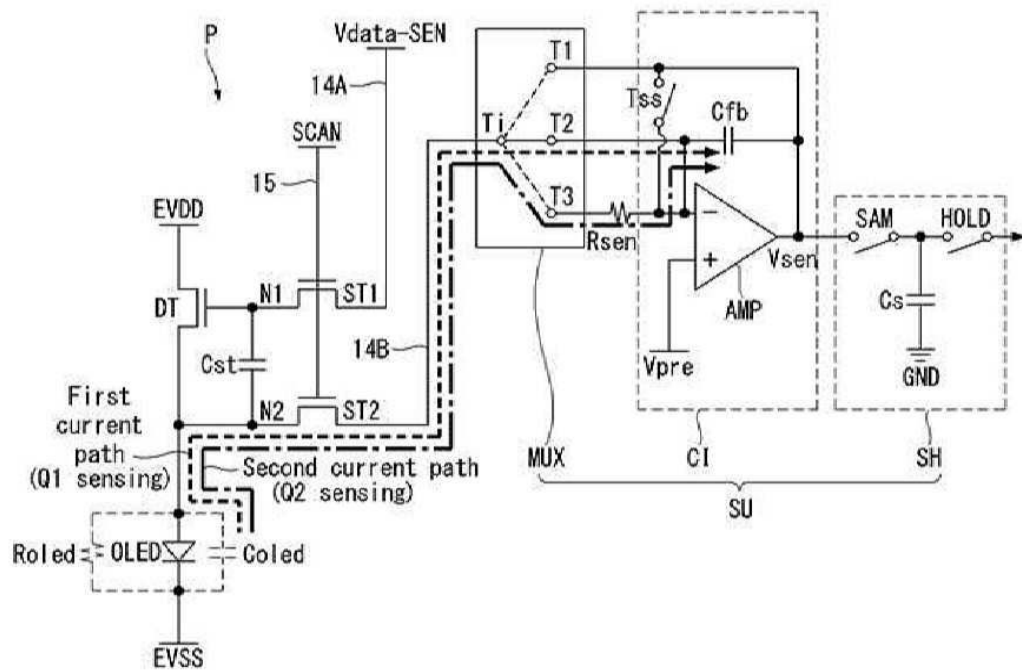 P
Vdata-SEN
14A
SCAN
15
EVDD
DT
N1
ST1
14B
Cst
N2
ST2
First
current
path
(Q1 sensing)
Second current path
(Q2 sensing)
Roled
OLED
Coled
EVSS
T1
Ti
T2
T3
Tss
Cfb
Rsen
−
+
AMP
Vsen
Vpre
SAM
HOLD
Cs
GND
MUX
CI
SH
SU